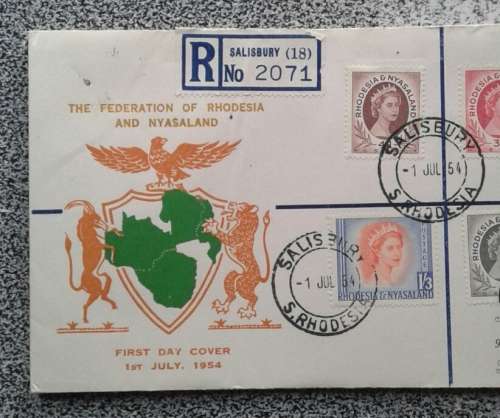 R
SALISBURY (18)
No 2071
THE FEDERATION OF RHODESIA
AND NYASALAND
RHODESIA & NYASALAND
SALISBURY
-1 JUL 54
S. RHODESIA
SALISBURY
-1 JUL 54
S. RHODESIA
POSTAGE
1/3
RHODESIA & NYASALAND
FIRST DAY COVER
1ST JULY, 1954